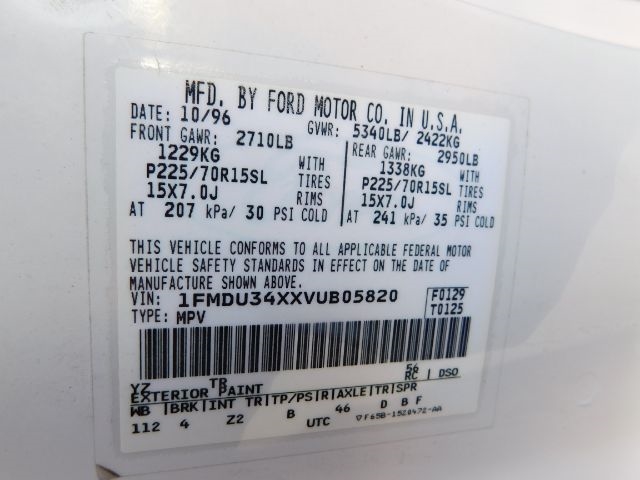 MFD. BY FORD MOTOR CO. IN U.S.A.
DATE: 10/96 GVWR: 5340LB/ 2422KG
FRONT GAWR: 2710LB REAR GAWR: 2950LB
1229KG WITH 1338KG WITH
P225/70R15SL TIRES P225/70R15SL TIRES
15X7.0J RIMS 15X7.0J RIMS
AT 207 kPa/ 30 PSI COLD AT 241 kPa/ 35 PSI COLD
THIS VEHICLE CONFORMS TO ALL APPLICABLE FEDERAL MOTOR
VEHICLE SAFETY STANDARDS IN EFFECT ON THE DATE OF
MANUFACTURE SHOWN ABOVE.
VIN: 1FMDU34XXVUB05820 F0129
TYPE: MPV T0125
YZ TB 56
EXTERIOR PAINT RC | DSO
WB |BRK|INT TR|TP/PS|R|AXLE|TR|SPR
112 4 Z2 B 46 D B F
UTC ▽F65B-1520472-AA